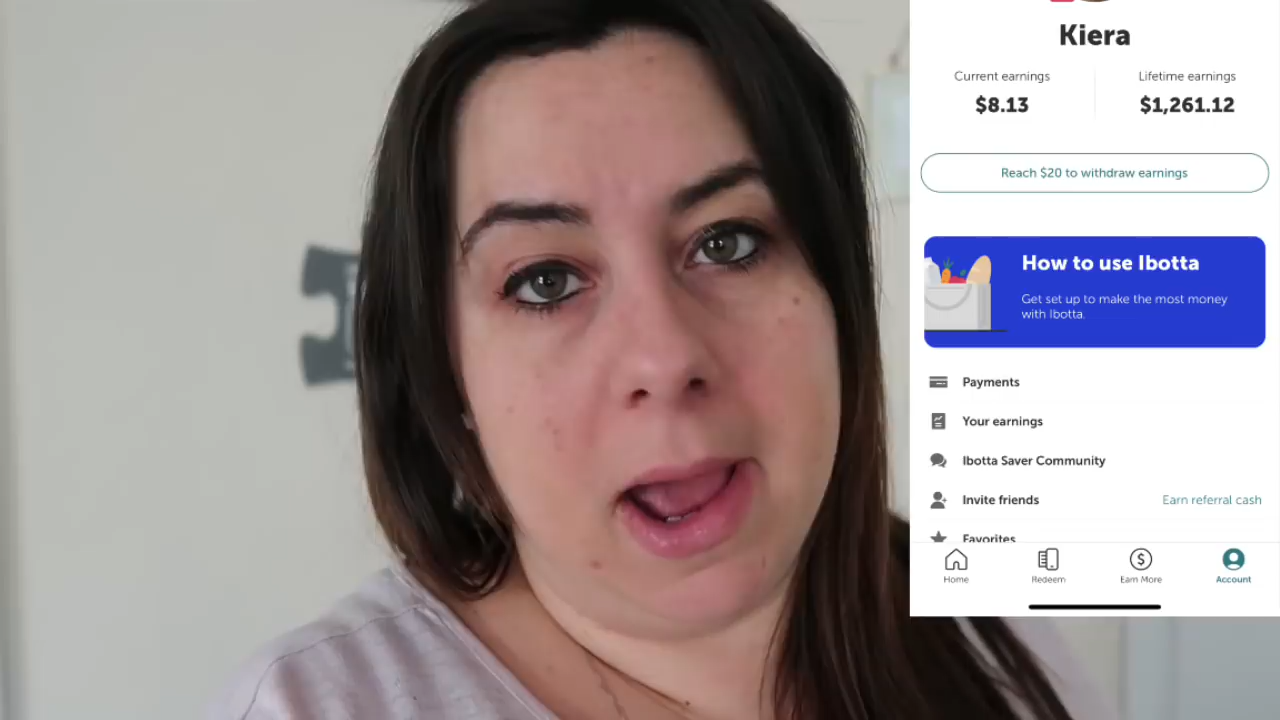 Kiera
Current earnings
Lifetime earnings
$8.13
$1,261.12
Reach $20 to withdraw earnings
How to use Ibotta
Get set up to make the most money
with Ibotta.
Payments
Your earnings
Ibotta Saver Community
Invite friends
Earn referral cash
Favorites
Home
Redeem
Earn More
Account